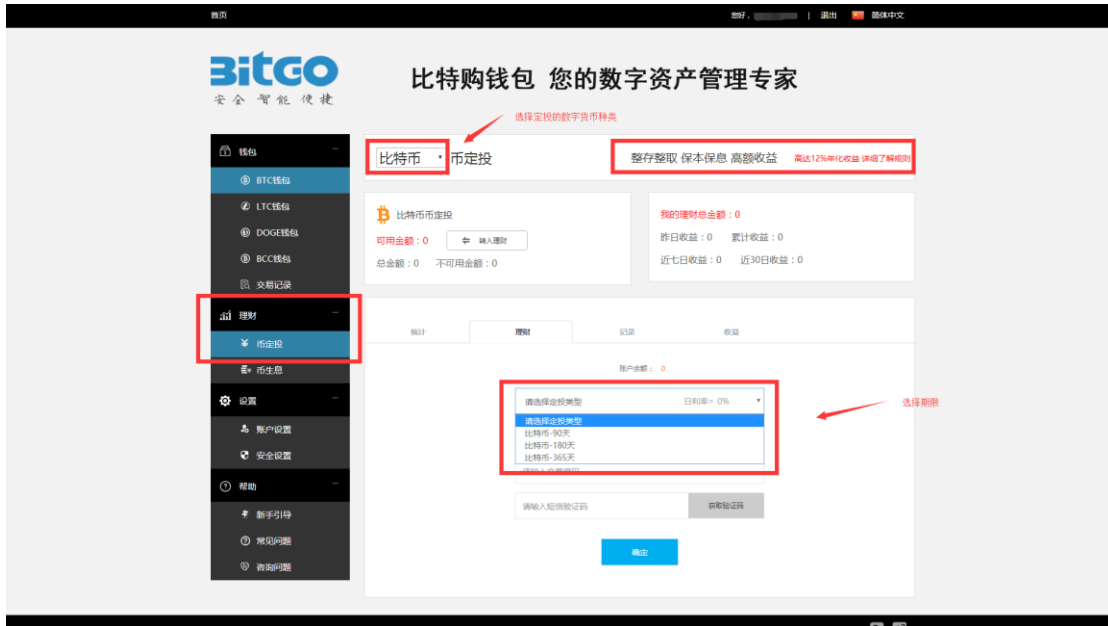 首页
您好，
|
退出
简体中文
BitGO
安全 智能 便捷
比特购钱包 您的数字资产管理专家
选择定投的数字货币种类
钱包
BTC钱包
LTC钱包
DOGE钱包
BCC钱包
交易记录
理财
币定投
币生息
设置
账户设置
安全设置
帮助
新手引导
常见问题
咨询问题
比特币 币定投
整存整取 保本保息 高额收益 高达12%年化收益 详细了解规则
比特币币定投
可用金额：0
转入理财
总金额：0 不可用金额：0
我的理财总金额：0
昨日收益：0 累计收益：0
近七日收益：0 近30日收益：0
统计
理财
记录
收益
账户余额： 0
请选择定投类型 日利率= 0%
请选择定投类型
比特币-90天
比特币-180天
比特币-365天
选择期限
请输入短信验证码
获取验证码
确定